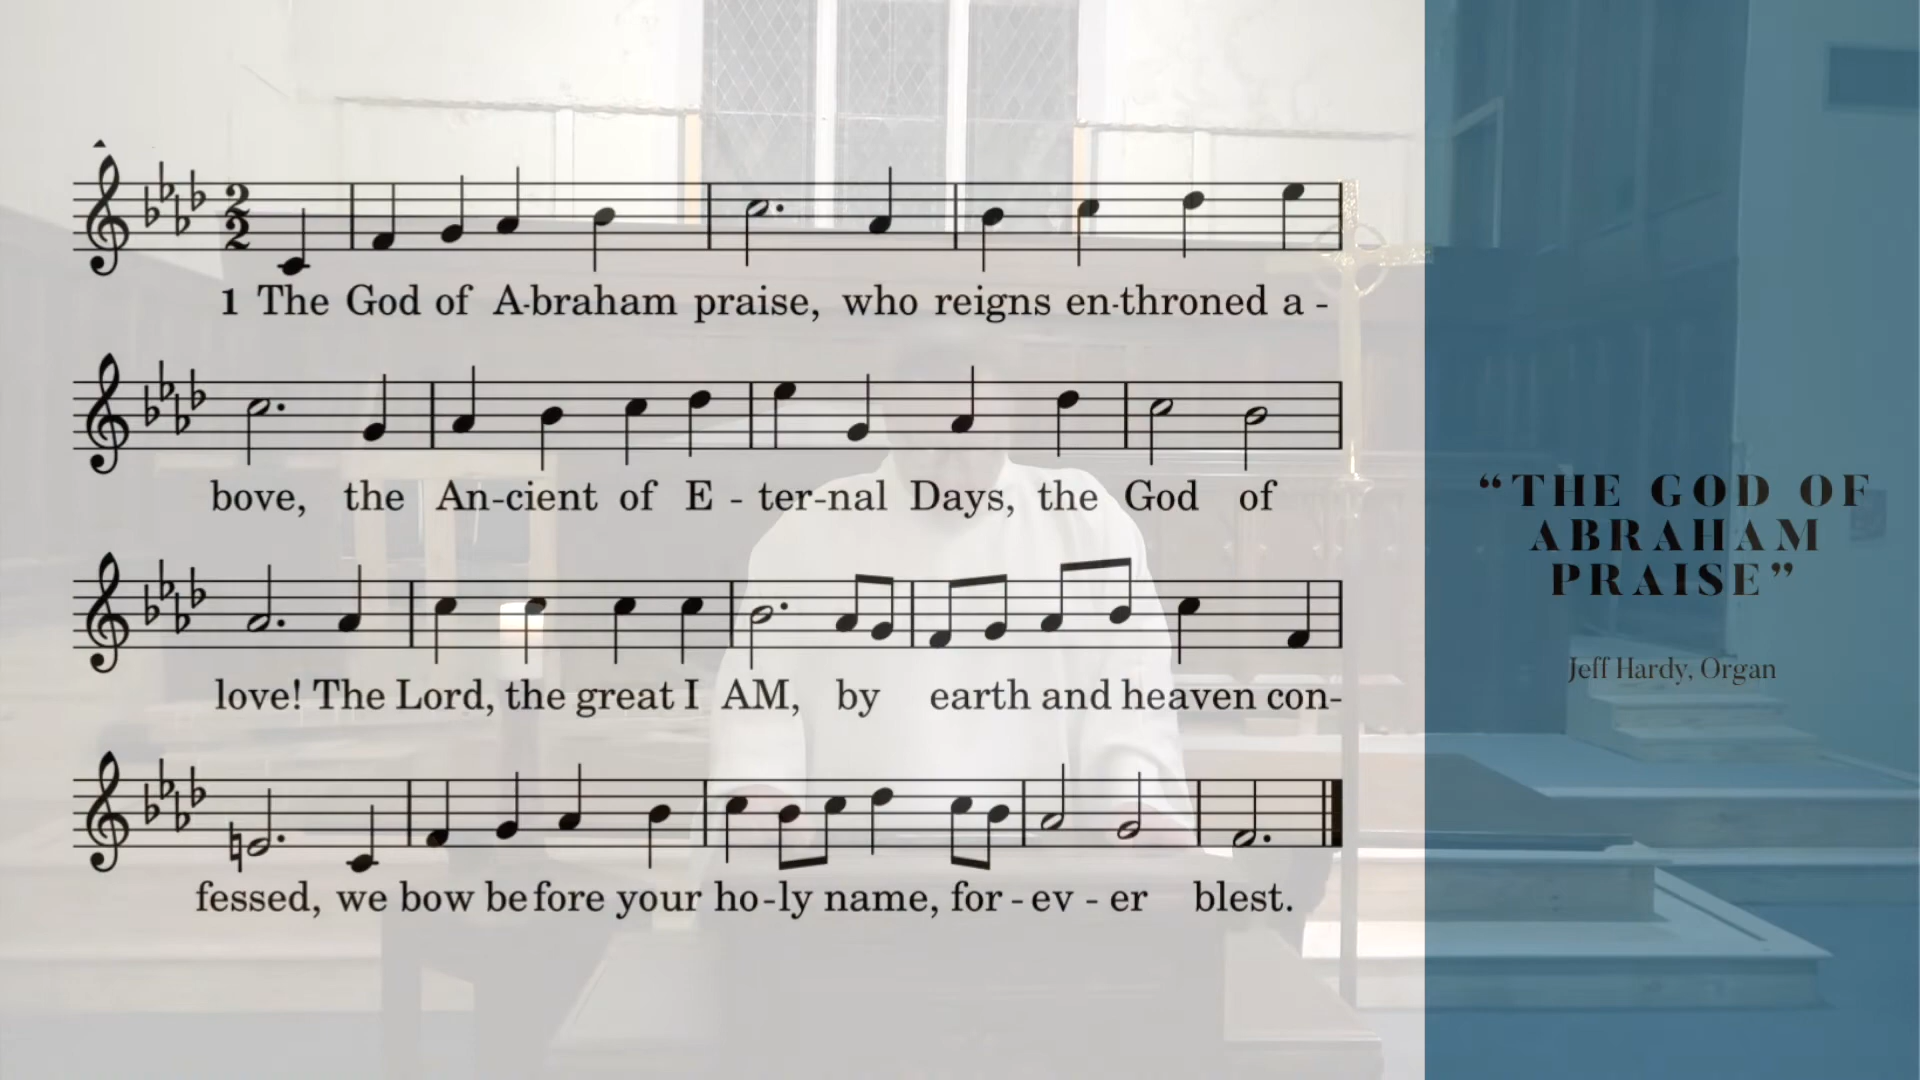 1 The God of A-braham praise, who reigns en-throned a -
bove, the An-cient of E - ter-nal Days, the God of
love! The Lord, the great I AM, by earth and heaven con-
fessed, we bow be fore your ho-ly name, for - ev - er blest.
“THE GOD OF
ABRAHAM
PRAISE”
Jeff Hardy, Organ